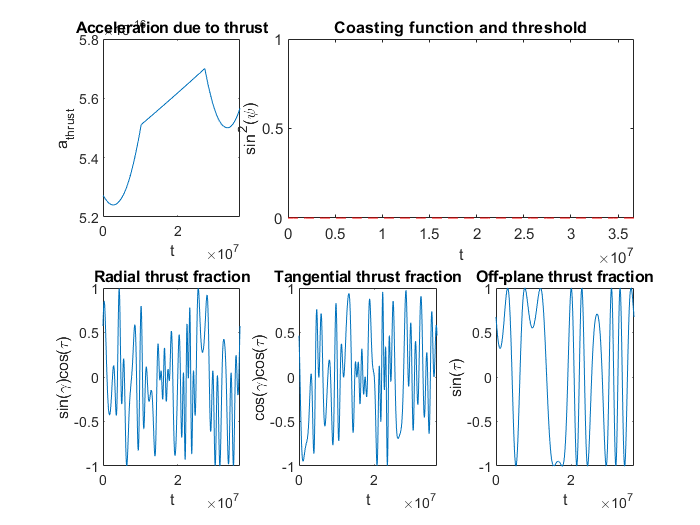 Acceleration due to thrust
5.8
5.6
5.4
5.2
a_thrust
2
t
×10^7
Coasting function and threshold
1
0.5
0
sin^2(ψ)
0 0.5 1 1.5 2 2.5 3 3.5
t
×10^7
Radial thrust fraction
1
0.5
0
-0.5
-1
sin(γ)cos(τ)
0 2
t
×10^7
Tangential thrust fraction
1
0.5
0
-0.5
-1
cos(γ)cos(τ)
0 2
t
×10^7
Off-plane thrust fraction
1
0.5
0
-0.5
-1
sin(τ)
0 2
t
×10^7